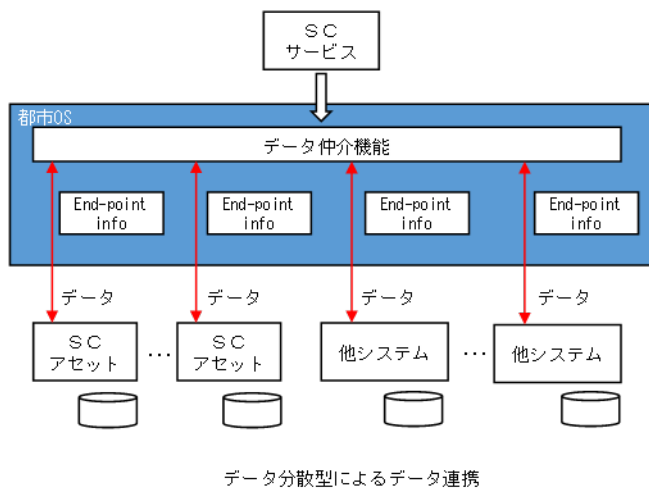 ＳＣ
サービス
都市OS
データ仲介機能
End-point
info
End-point
info
End-point
info
End-point
info
データ
データ
データ
データ
ＳＣ
アセット
…
ＳＣ
アセット
他システム
…
他システム
データ分散型によるデータ連携